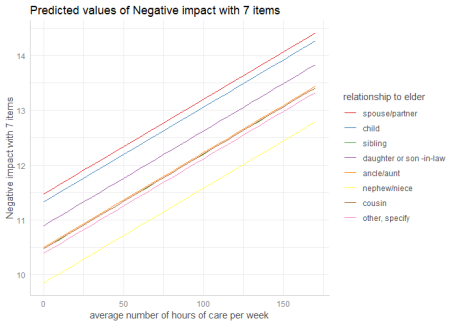 Predicted values of Negative impact with 7 items
Negative impact with 7 items
14
13
12
11
10
0
50
100
150
average number of hours of care per week
relationship to elder
spouse/partner
child
sibling
daughter or son -in-law
ancle/aunt
nephew/niece
cousin
other, specify